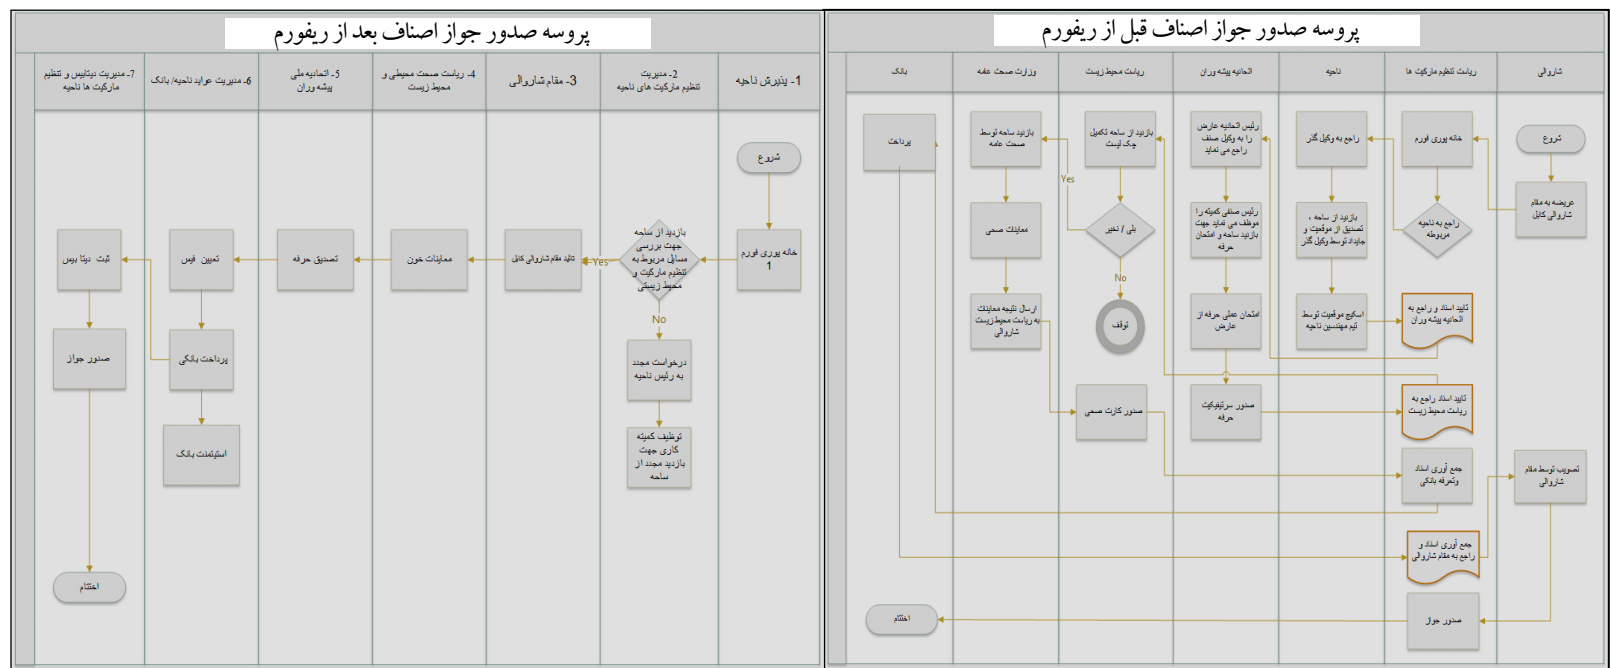 پروسه صدور جواز اصناف قبل از ریفورم
شاروالی
ریاست تنظیم مارکیت ها
ناحیه
اتحادیه پیشه وران
ریاست محیط زیست
وزارت صحت عامه
بانک
شروع
عریضه به مقام
شاروالی کابل
خانه پوری فورم
راجع به ناحیه
مربوطه
راجع به وکیل گذر
بازدید از ساحه ،
تصدیق از موقعیت و
جایداد توسط وکیل گذر
اسکیچ موقعیت توسط
تیم مهندسین ناحیه
تایید اسناد و راجع به
اتحادیه پیشه وران
رئیس اتحادیه عارض
را به وکیل صنف
راجع می نماید
رئیس صنفی کمیته را
موظف می نماید جهت
بازدید ساحه و امتحان
حرفه
امتحان عملی حرفه از
عارض
صدور سرتیفیکیت
حرفه
تایید اسناد راجع به
ریاست محیط زیست
بازدید از ساحه تکمیل
چک لیست
بلی / نخیر
Yes
No
توقف
بازدید ساحه توسط
صحت عامه
معاینات صحی
ارسال نتیجه معاینات
به ریاست محیط زیست
شاروالی
صدور کارت صحی
جمع آوری اسناد
وتعرفه بانکی
پرداخت
جمع آوری اسناد و
راجع به مقام شاروالی
تصویب توسط مقام
شاروالی
صدور جواز
اختتام
پروسه صدور جواز اصناف بعد از ریفورم
1- پذیرش ناحیه
2- مدیریت
تنظیم مارکیت های ناحیه
3- مقام شاروالی
4- ریاست صحت محیطی و
محیط زیست
5- اتحادیه ملی
پیشه وران
6- مدیریت عواید ناحیه/ بانک
7- مدیریت دیتابیس و تنظیم
مارکیت ها ناحیه
شروع
خانه پوری فورم
1
بازدید از ساحه
جهت بررسی
مسایل مربوط به
تنظیم مارکیت و
محیط زیستی
Yes
No
درخواست مجدد
به رئیس ناحیه
توظیف کمیته
کاری جهت
بازدید مجدد از
ساحه
تائید مقام شاروالی کابل
معاینات خون
تصدیق حرفه
تعیین فیس
پرداخت بانکی
استیتمنت بانک
ثبت دیتا بیس
صدور جواز
اختتام